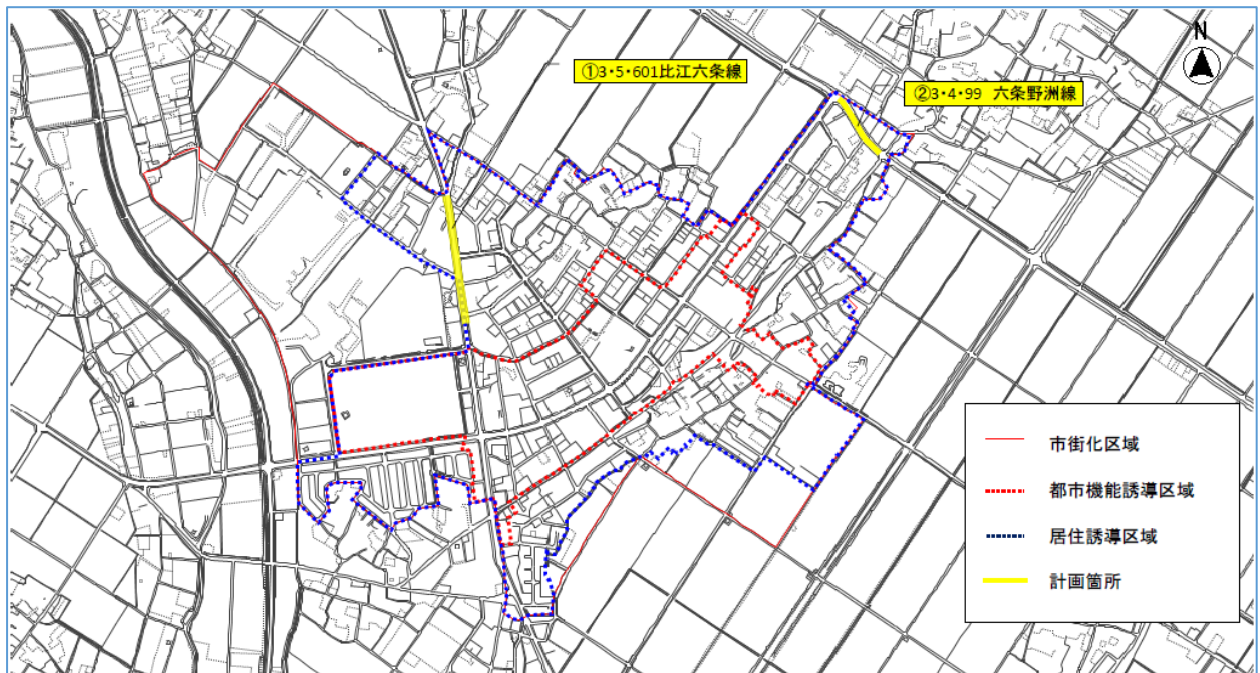 ①3・5・601比江六条線
②3・4・99 六条野洲線
N
市街化区域
都市機能誘導区域
居住誘導区域
計画箇所